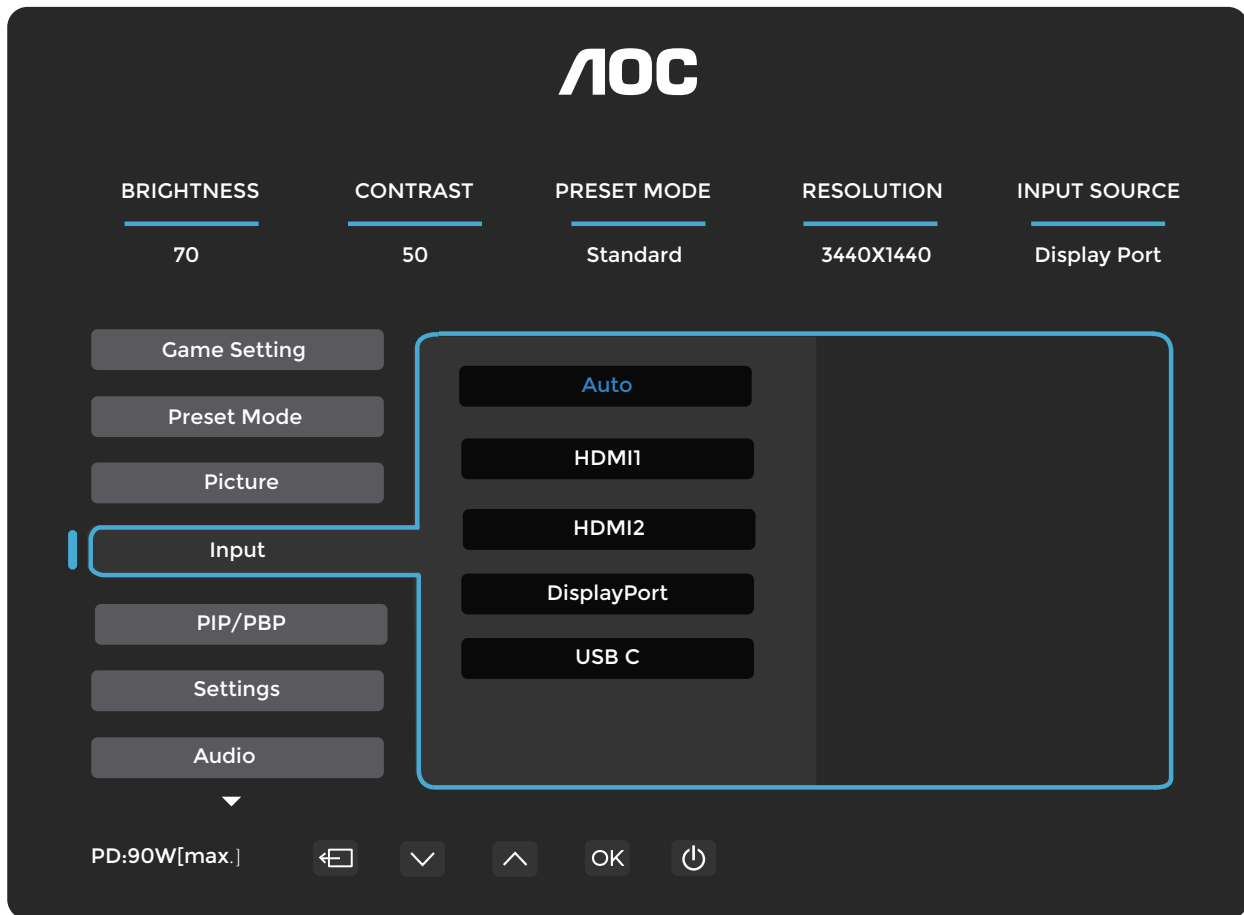 AOC
BRIGHTNESS CONTRAST PRESET MODE RESOLUTION INPUT SOURCE
70 50 Standard 3440X1440 Display Port
Game Setting
Preset Mode
Picture
Input
PIP/PBP
Settings
Audio
Auto
HDMI1
HDMI2
DisplayPort
USB C
PD:90W[max.]
OK